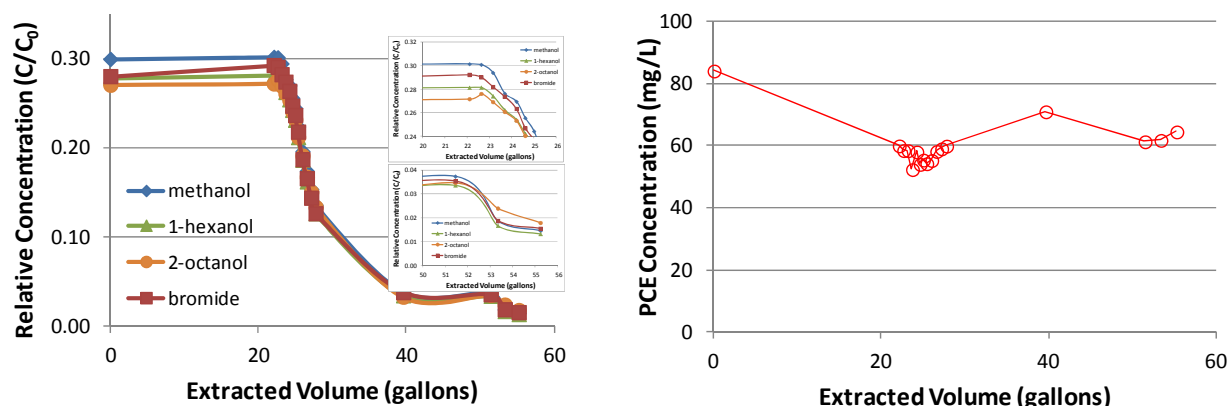 Relative Concentration (C/C0)
0.30
0.20
0.10
0.00
methanol
1-hexanol
2-octanol
bromide
0
20
40
60
Extracted Volume (gallons)
Relative Concentration (C/C0)
0.32
0.30
0.28
0.26
0.24
methanol
1-hexanol
2-octanol
bromide
20
21
22
23
24
25
26
Extracted Volume (gallons)
Relative Concentration (C/C0)
0.04
0.03
0.02
0.01
0.00
methanol
1-hexanol
2-octanol
bromide
50
51
52
53
54
55
56
Extracted Volume (gallons)
PCE Concentration (mg/L)
100
80
60
40
20
0
0
20
40
60
Extracted Volume (gallons)